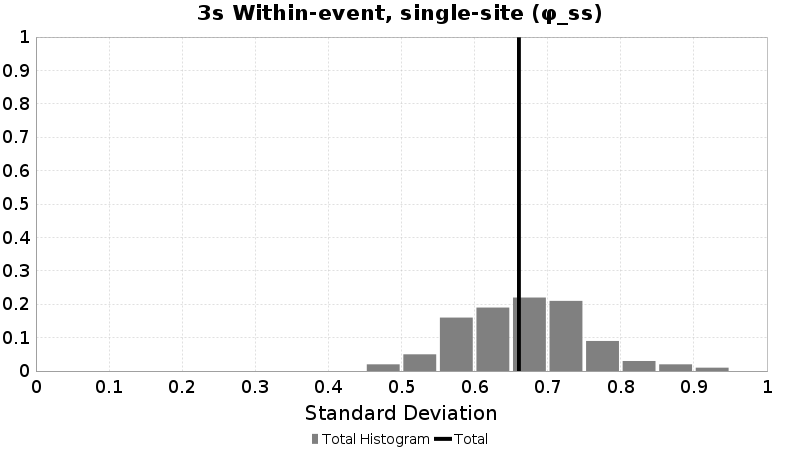 3s Within-event, single-site (φ_ss)
1
0.9
0.8
0.7
0.6
0.5
0.4
0.3
0.2
0.1
0
0 0.1 0.2 0.3 0.4 0.5 0.6 0.7 0.8 0.9 1
Standard Deviation
Total Histogram Total